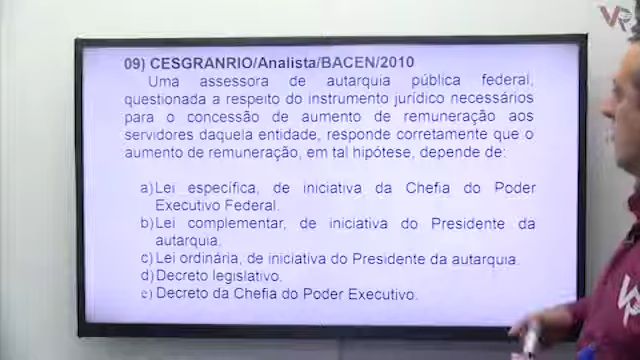 VP
09) CESGRANRIO/Analista/BACEN/2010
Uma assessora de autarquia pública federal,
questionada a respeito do instrumento jurídico necessários
para o concessão de aumento de remuneração aos
servidores daquela entidade, responde corretamente que o
aumento de remuneração, em tal hipótese, depende de:
a) Lei específica, de iniciativa da Chefia do Poder
Executivo Federal.
b) Lei complementar, de iniciativa do Presidente da
autarquia.
c) Lei ordinária, de iniciativa do Presidente da autarquia.
d) Decreto legislativo.
e) Decreto da Chefia do Poder Executivo.